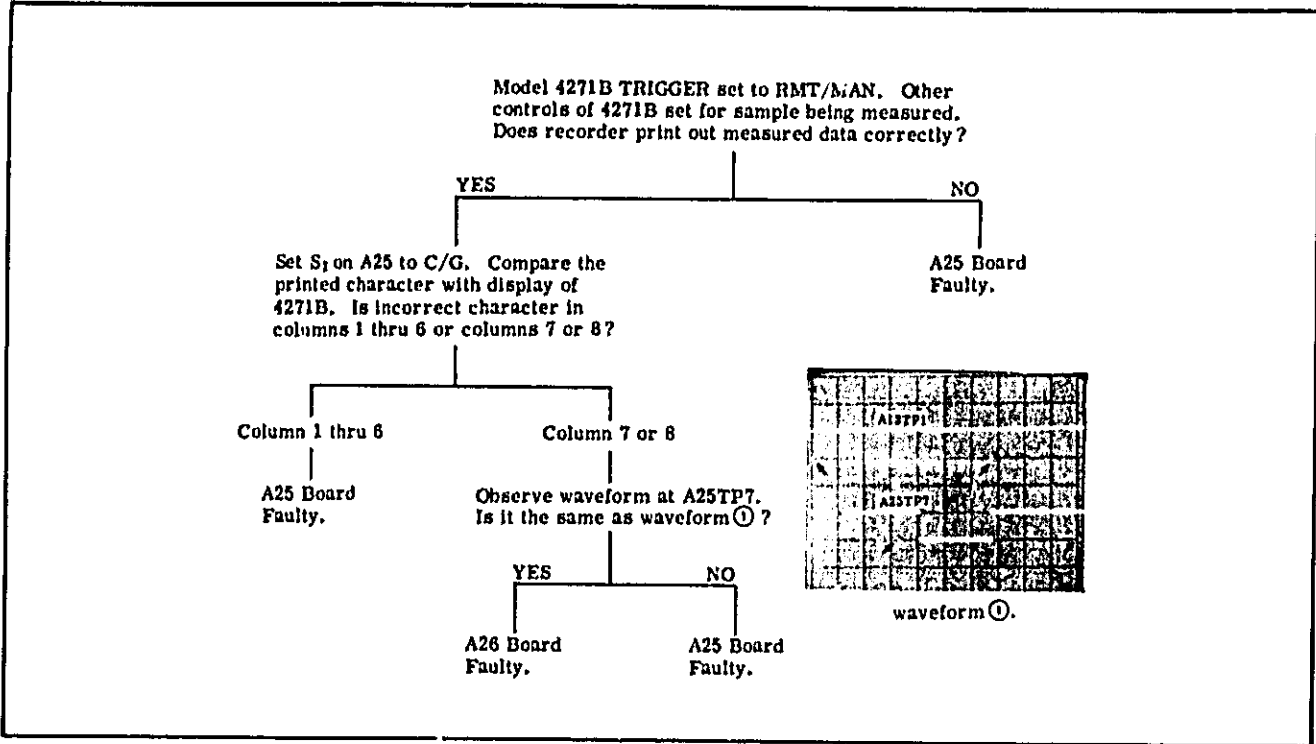 Model 4271B TRIGGER set to RMT/MAN. Other
controls of 4271B set for sample being measured.
Does recorder print out measured data correctly?
YES
NO
Set S1 on A25 to C/G. Compare the
printed character with display of
4271B. Is incorrect character in
columns 1 thru 6 or columns 7 or 8?
A25 Board
Faulty.
Column 1 thru 6
Column 7 or 8
A25 Board
Faulty.
Observe waveform at A25TP7.
Is it the same as waveform ① ?
YES
NO
A26 Board
Faulty.
A25 Board
Faulty.
A25TP7
waveform ①.